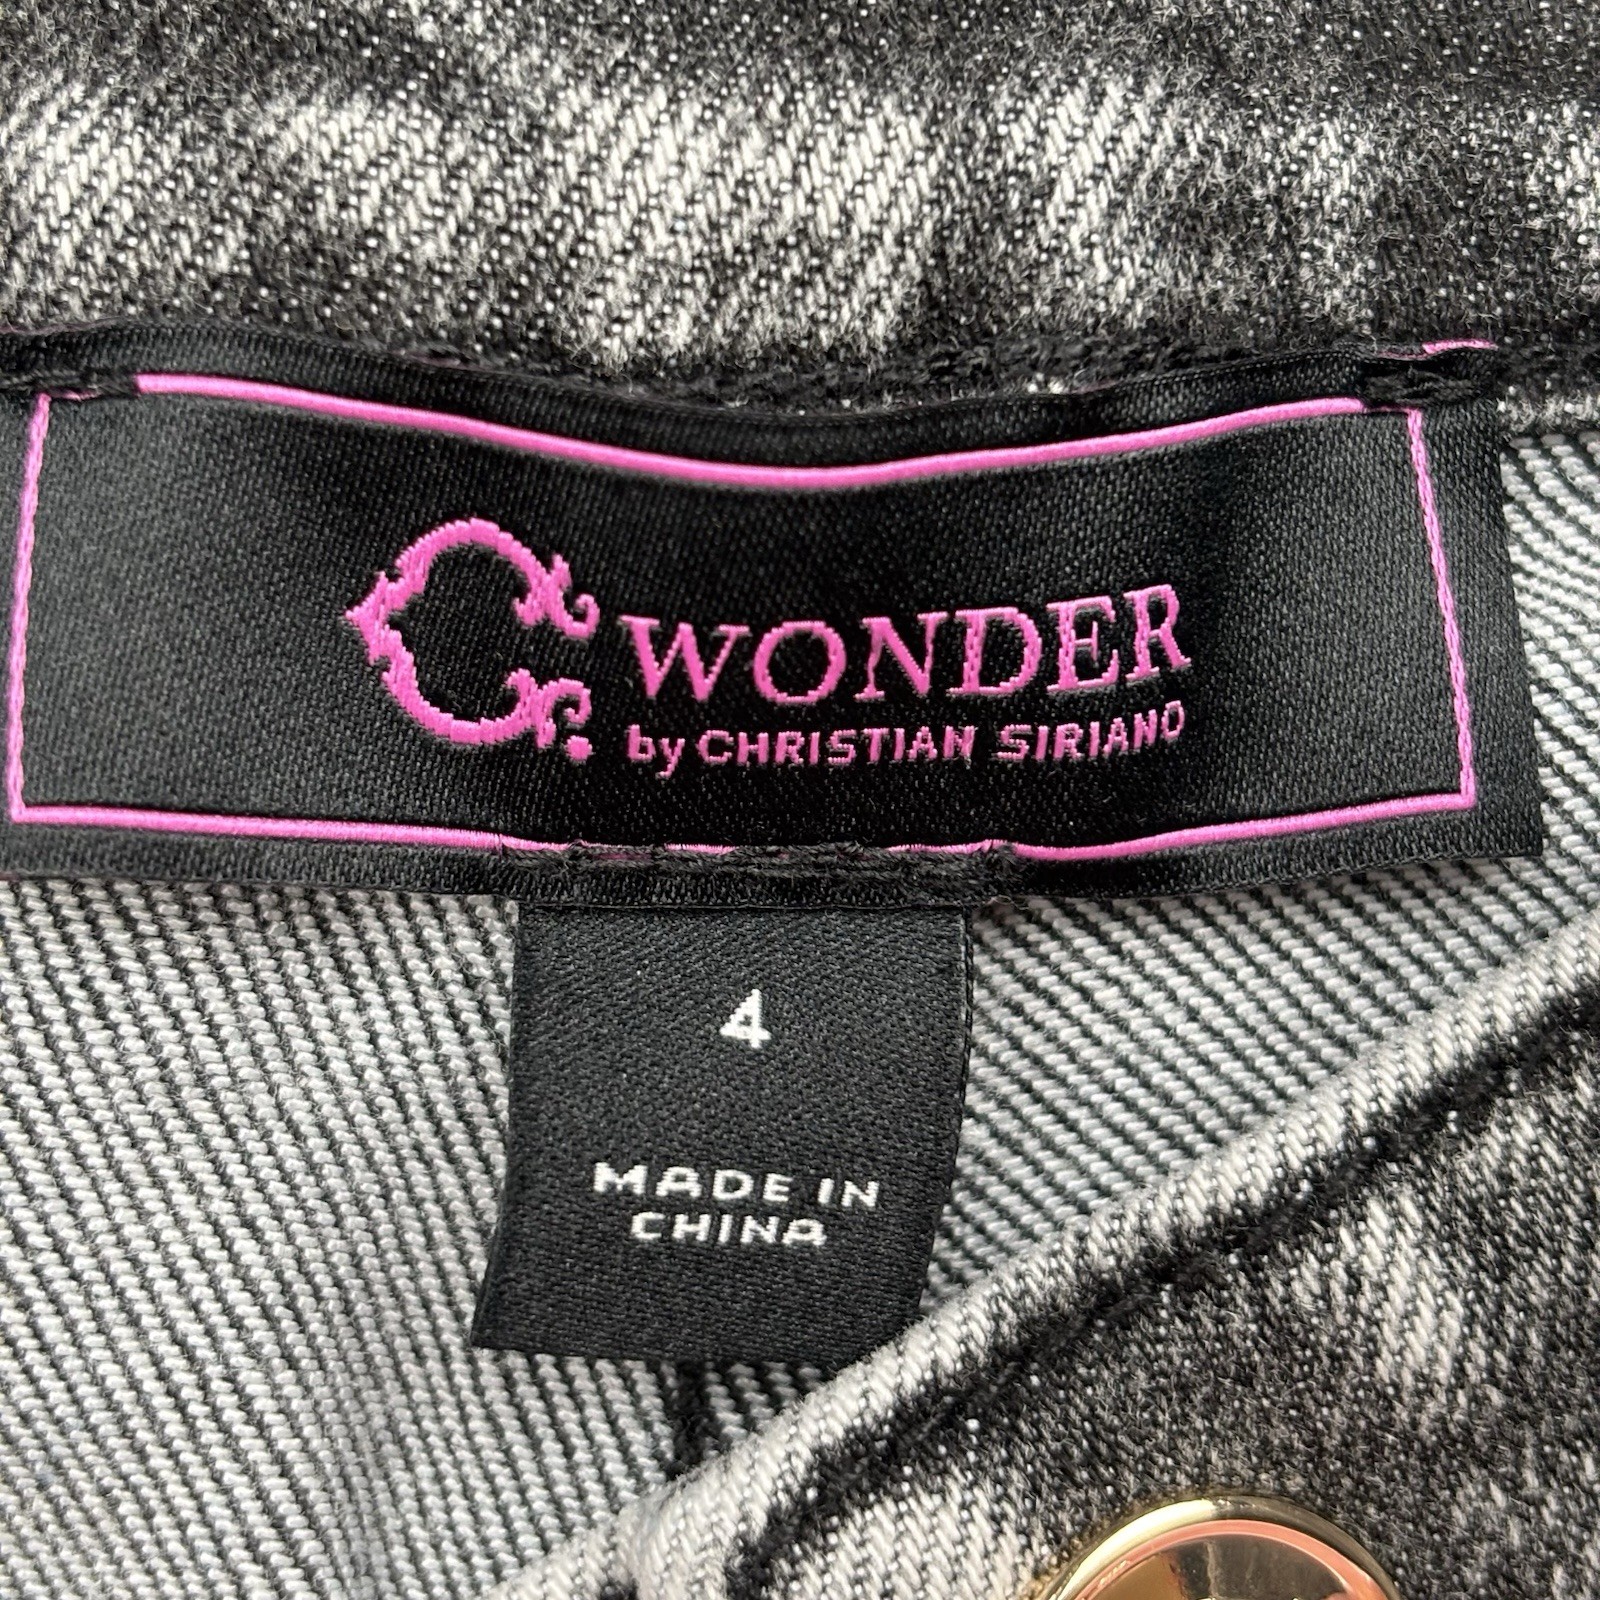 C. WONDER
by CHRISTIAN SIRIANO
4
MADE IN
CHINA